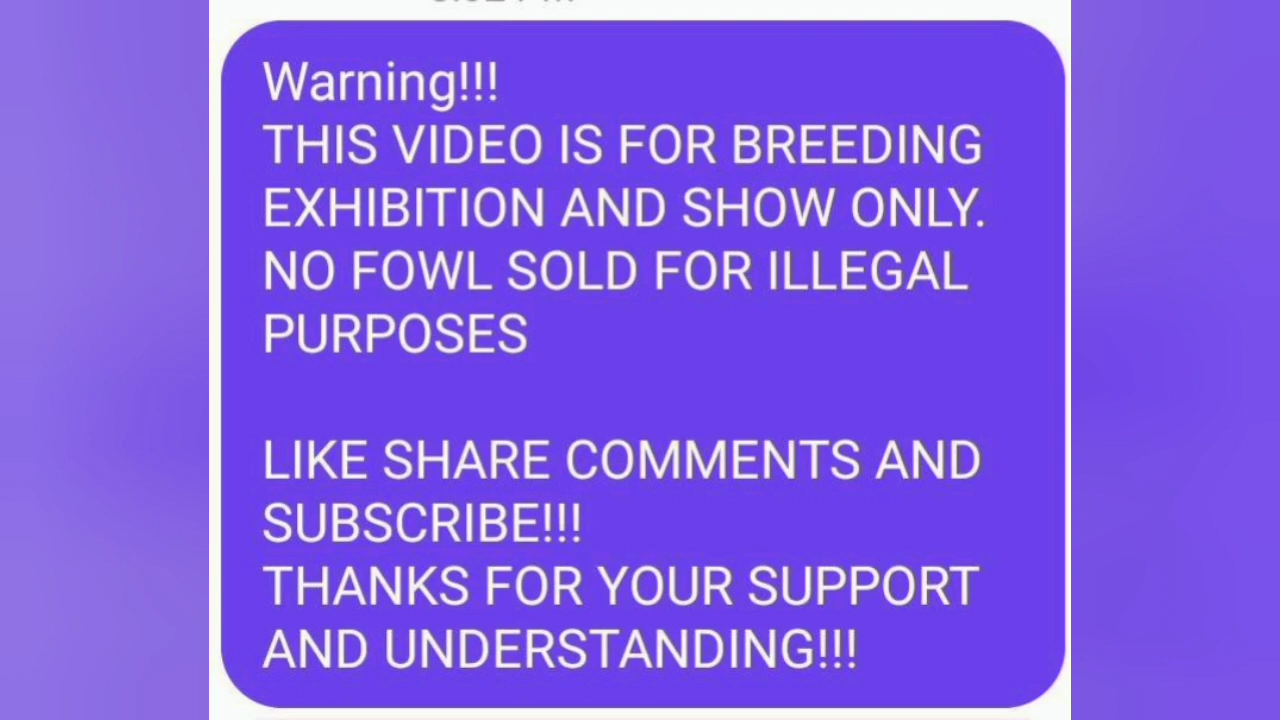 Warning!!!
THIS VIDEO IS FOR BREEDING
EXHIBITION AND SHOW ONLY.
NO FOWL SOLD FOR ILLEGAL
PURPOSES
LIKE SHARE COMMENTS AND
SUBSCRIBE!!!
THANKS FOR YOUR SUPPORT
AND UNDERSTANDING!!!